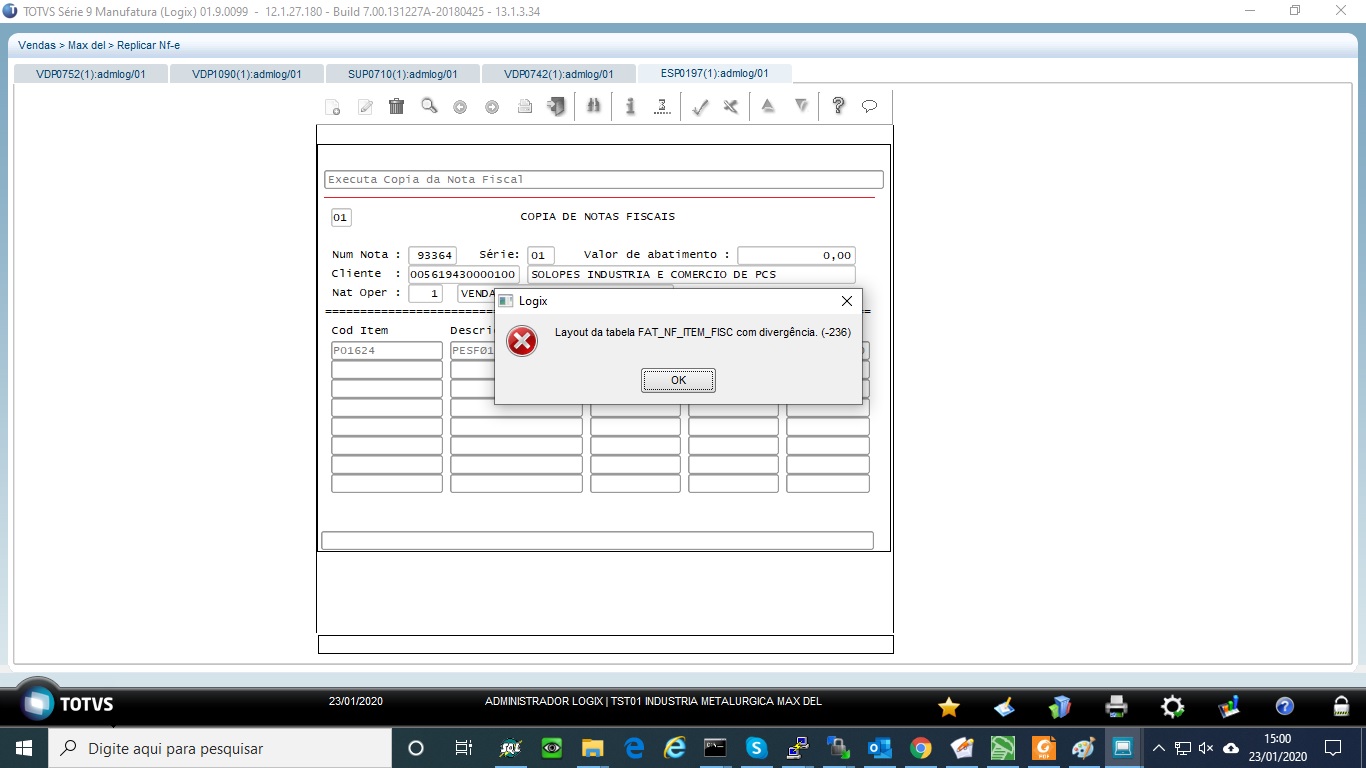 TOTVS Série 9 Manufatura (Logix) 01.9.0099 - 12.1.27.180 - Build 7.00.131227A-20180425 - 13.1.3.34
Vendas > Max del > Replicar Nf-e
VDP0752(1):admlog/01 VDP1090(1):admlog/01 SUP0710(1):admlog/01 VDP0742(1):admlog/01 ESP0197(1):admlog/01
Executa Copia da Nota Fiscal
01 COPIA DE NOTAS FISCAIS
Num Nota : 93364 Série: 01 Valor de abatimento : 0,00
Cliente : 005619430000100 SOLOPES INDUSTRIA E COMERCIO DE PCS
Nat Oper : 1 VENDA
Logix
Layout da tabela FAT_NF_ITEM_FISC com divergência. (-236)
OK
Cod Item Descri
PO1624 PESF01
TOTVS 23/01/2020 ADMINISTRADOR LOGIX | TST01 INDUSTRIA METALURGICA MAX DEL
Digite aqui para pesquisar
15:00
23/01/2020